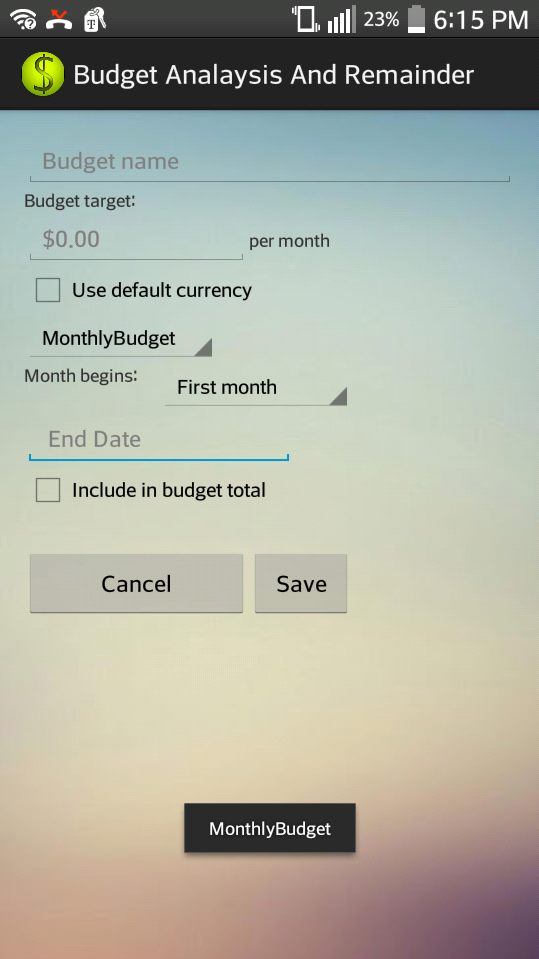 23% 6:15 PM
Budget Analaysis And Remainder
Budget name
Budget target:
$0.00 per month
Use default currency
MonthlyBudget
Month begins: First month
End Date
Include in budget total
Cancel Save
MonthlyBudget